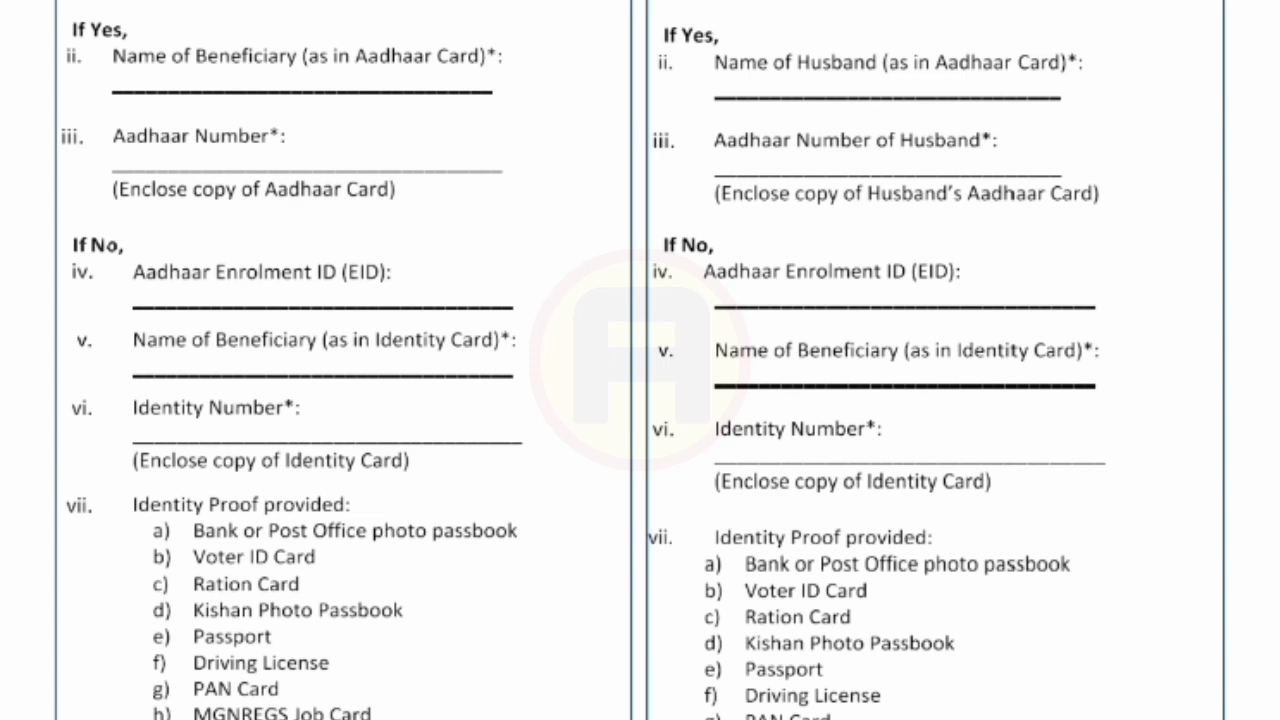 If Yes,
ii. Name of Beneficiary (as in Aadhaar Card)*:
iii. Aadhaar Number*:
(Enclose copy of Aadhaar Card)
If No,
iv. Aadhaar Enrolment ID (EID):
v. Name of Beneficiary (as in Identity Card)*:
vi. Identity Number*:
(Enclose copy of Identity Card)
vii. Identity Proof provided:
a) Bank or Post Office photo passbook
b) Voter ID Card
c) Ration Card
d) Kishan Photo Passbook
e) Passport
f) Driving License
g) PAN Card
h) MGNREGS Job Card
If Yes,
ii. Name of Husband (as in Aadhaar Card)*:
iii. Aadhaar Number of Husband*:
(Enclose copy of Husband's Aadhaar Card)
If No,
iv. Aadhaar Enrolment ID (EID):
v. Name of Beneficiary (as in Identity Card)*:
vi. Identity Number*:
(Enclose copy of Identity Card)
vii. Identity Proof provided:
a) Bank or Post Office photo passbook
b) Voter ID Card
c) Ration Card
d) Kishan Photo Passbook
e) Passport
f) Driving License
g) PAN Card
A